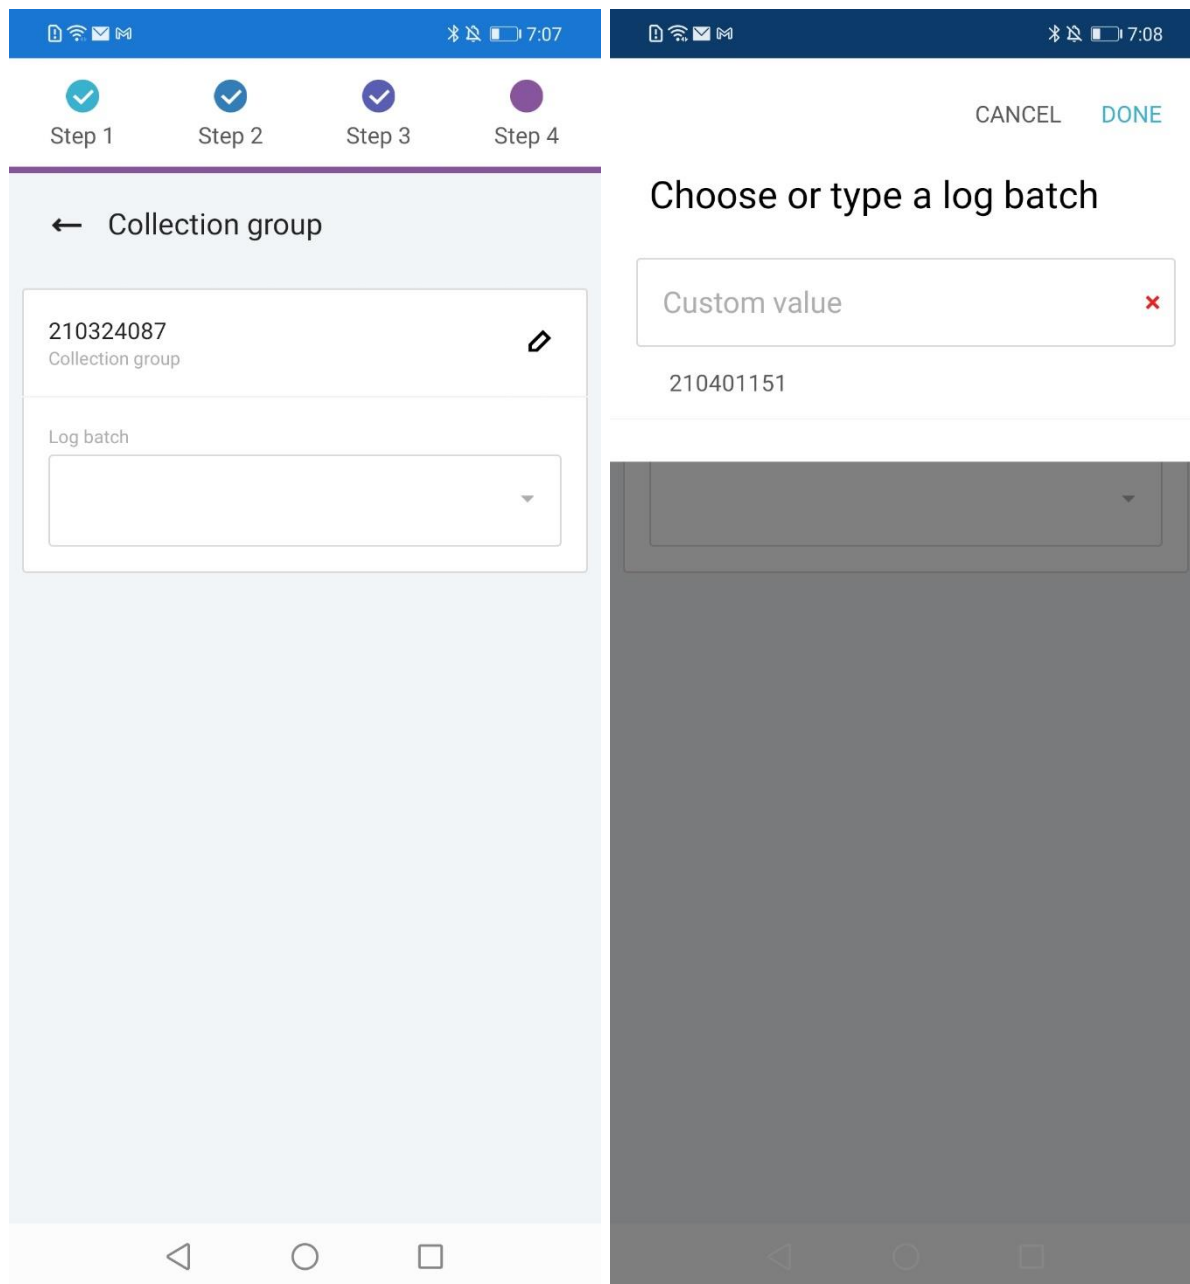 7:07
Step 1 Step 2 Step 3 Step 4
Collection group
210324087
Collection group
Log batch
7:08
CANCEL DONE
Choose or type a log batch
Custom value
210401151